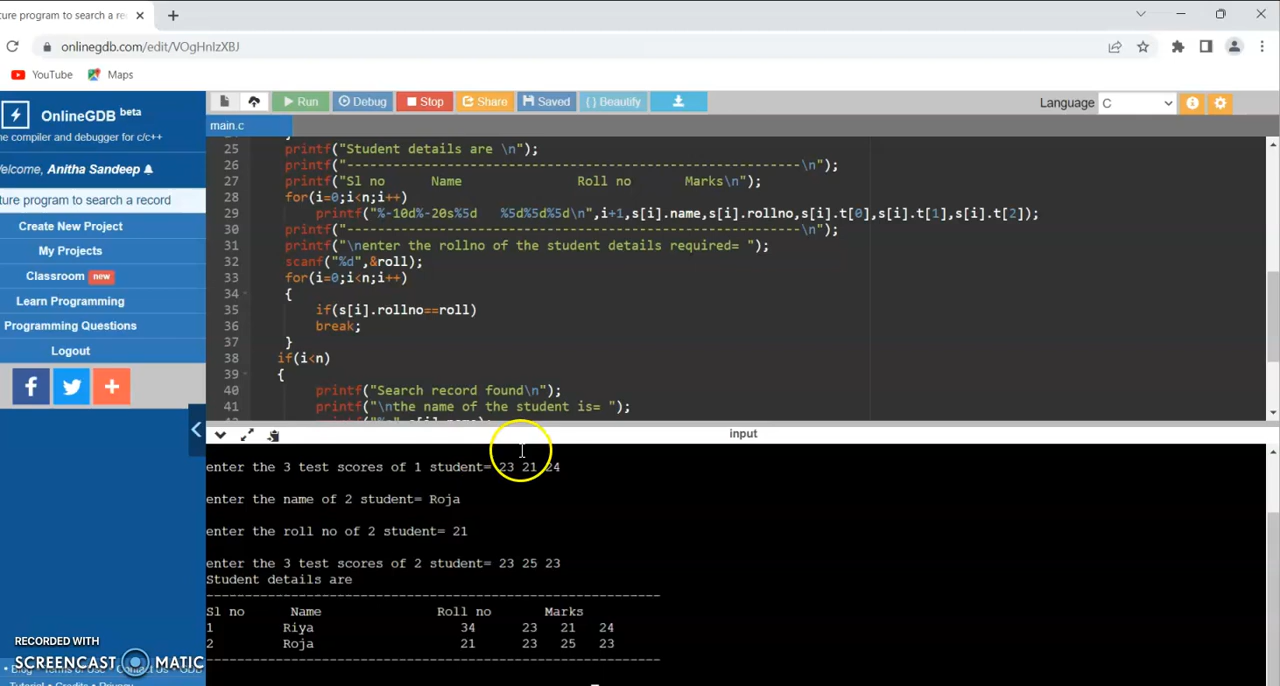 ture program to search a re
onlinegdb.com/edit/VOgHnIzXBJ
YouTube Maps
OnlineGDB beta
ne compiler and debugger for c/c++
Velcome, Anitha Sandeep
ture program to search a record
Create New Project
My Projects
Classroom new
Learn Programming
Programming Questions
Logout
Run Debug Stop Share Saved {} Beautify
Language C
main.c
25 printf("Student details are \n");
26 printf("-----------------------------------------------------------\n");
27 printf("Sl no      Name               Roll no       Marks\n");
28 for(i=0;i<n;i++)
29 printf("%-10d%-20s%5d   %5d%5d%5d\n",i+1,s[i].name,s[i].rollno,s[i].t[0],s[i].t[1],s[i].t[2]);
30 printf("-----------------------------------------------------------\n");
31 printf("\nenter the rollno of the student details required= ");
32 scanf("%d",&roll);
33 for(i=0;i<n;i++)
34 {
35 if(s[i].rollno==roll)
36 break;
37 }
38 if(i<n)
39 {
40 printf("Search record found\n");
41 printf("\nthe name of the student is= ");
input
enter the 3 test scores of 1 student= 23 21 24
enter the name of 2 student= Roja
enter the roll no of 2 student= 21
enter the 3 test scores of 2 student= 23 25 23
Student details are
-----------------------------------------------------------
Sl no Name Roll no Marks
1 Riya 34 23 21 24
2 Roja 21 23 25 23
-----------------------------------------------------------
RECORDED WITH
SCREENCAST MATIC